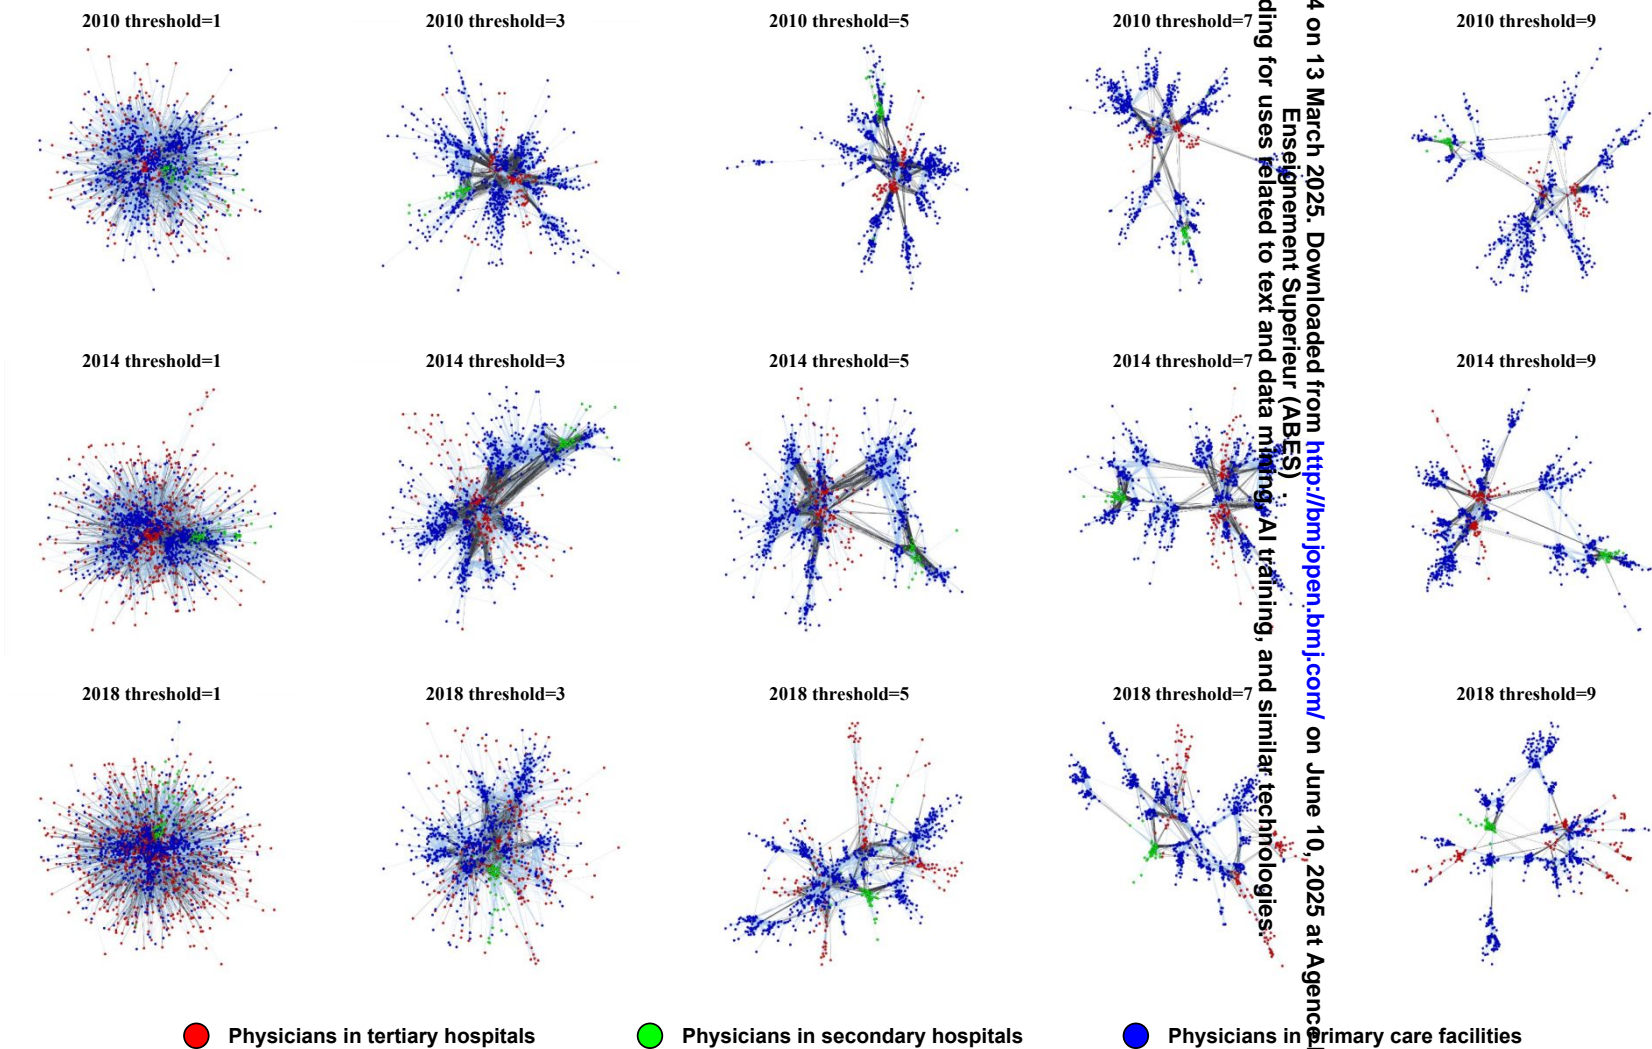 2010 threshold=1
2010 threshold=3
2010 threshold=5
2010 threshold=7
2010 threshold=9
2014 threshold=1
2014 threshold=3
2014 threshold=5
2014 threshold=7
2014 threshold=9
2018 threshold=1
2018 threshold=3
2018 threshold=5
2018 threshold=7
2018 threshold=9
Physicians in tertiary hospitals
Physicians in secondary hospitals
Physicians in primary care facilities
4 on 13 March 2025. Downloaded from http://bmjopen.bmj.com/ on June 10, 2025 at Agence
Enseignement Superieur (ABES) .
ding for uses related to text and data mining, AI training, and similar technologies.